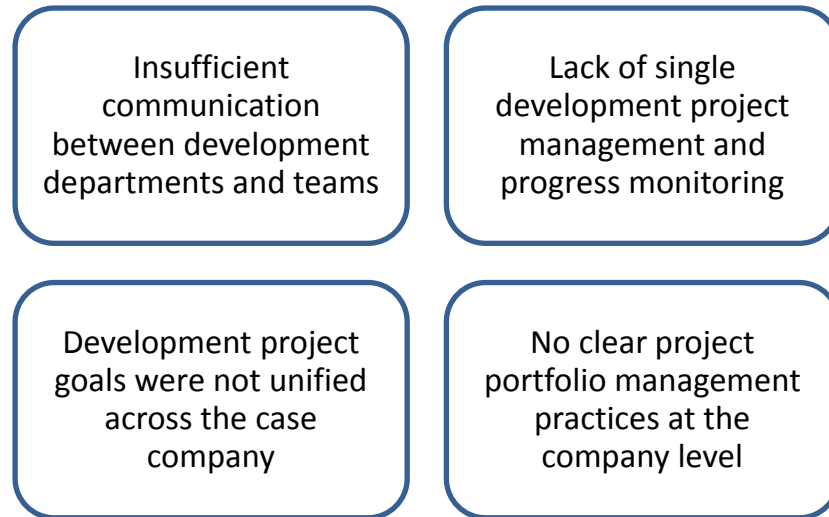 Insufficient
communication
between development
departments and teams
Lack of single
development project
management and
progress monitoring
Development project
goals were not unified
across the case
company
No clear project
portfolio management
practices at the
company level